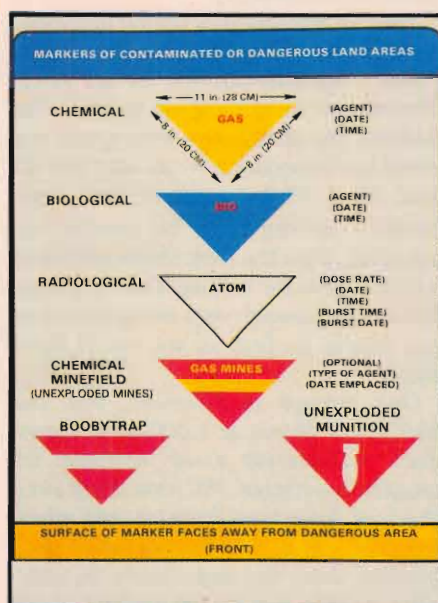 MARKERS OF CONTAMINATED OR DANGEROUS LAND AREAS
11 in. (28 CM)
CHEMICAL
GAS
(AGENT)
(DATE)
(TIME)
8 in. (20 CM)
8 in. (20 CM)
BIOLOGICAL
BIO
(AGENT)
(DATE)
(TIME)
RADIOLOGICAL
ATOM
(DOSE RATE)
(DATE)
(TIME)
(BURST TIME)
(BURST DATE)
CHEMICAL
MINEFIELD
(UNEXPLODED MINES)
GAS MINES
(OPTIONAL)
(TYPE OF AGENT)
(DATE EMPLACED)
BOOBYTRAP
UNEXPLODED
MUNITION
SURFACE OF MARKER FACES AWAY FROM DANGEROUS AREA
(FRONT)